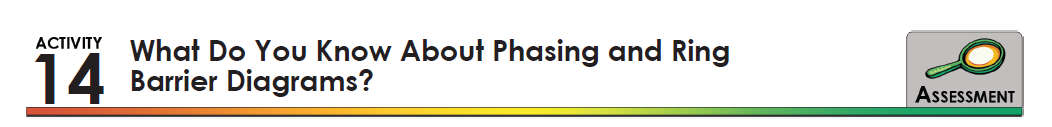 ACTIVITY
14
What Do You Know About Phasing and Ring
Barrier Diagrams?
ASSESSMENT